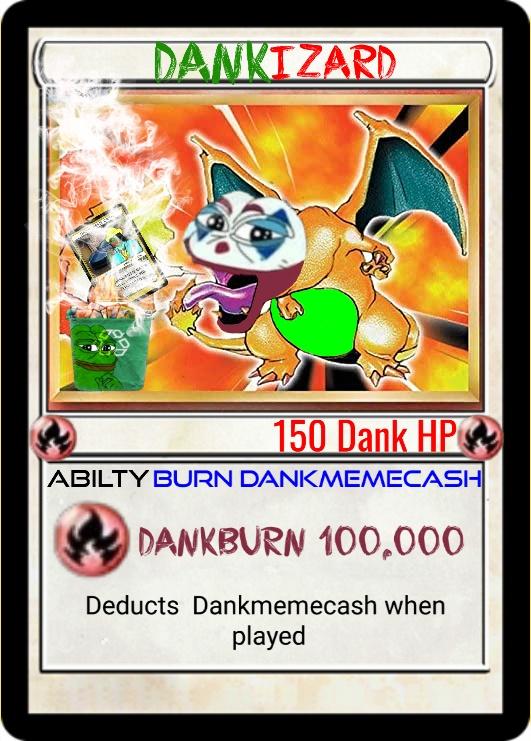 DANKIZARD
150 Dank HP
ABILTY BURN DANKMEMECASH
DANKBURN 100,000
Deducts Dankmemecash when
played